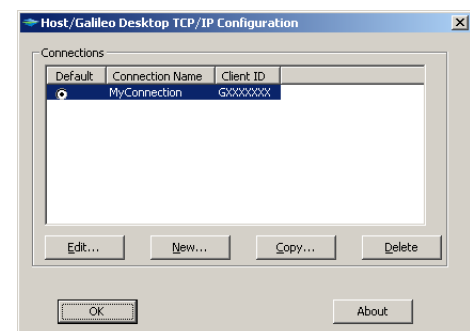 Host/Galileo Desktop TCP/IP Configuration
Connections
Default Connection Name Client ID
MyConnection GXXXXXXX
Edit... New... Copy... Delete
OK About